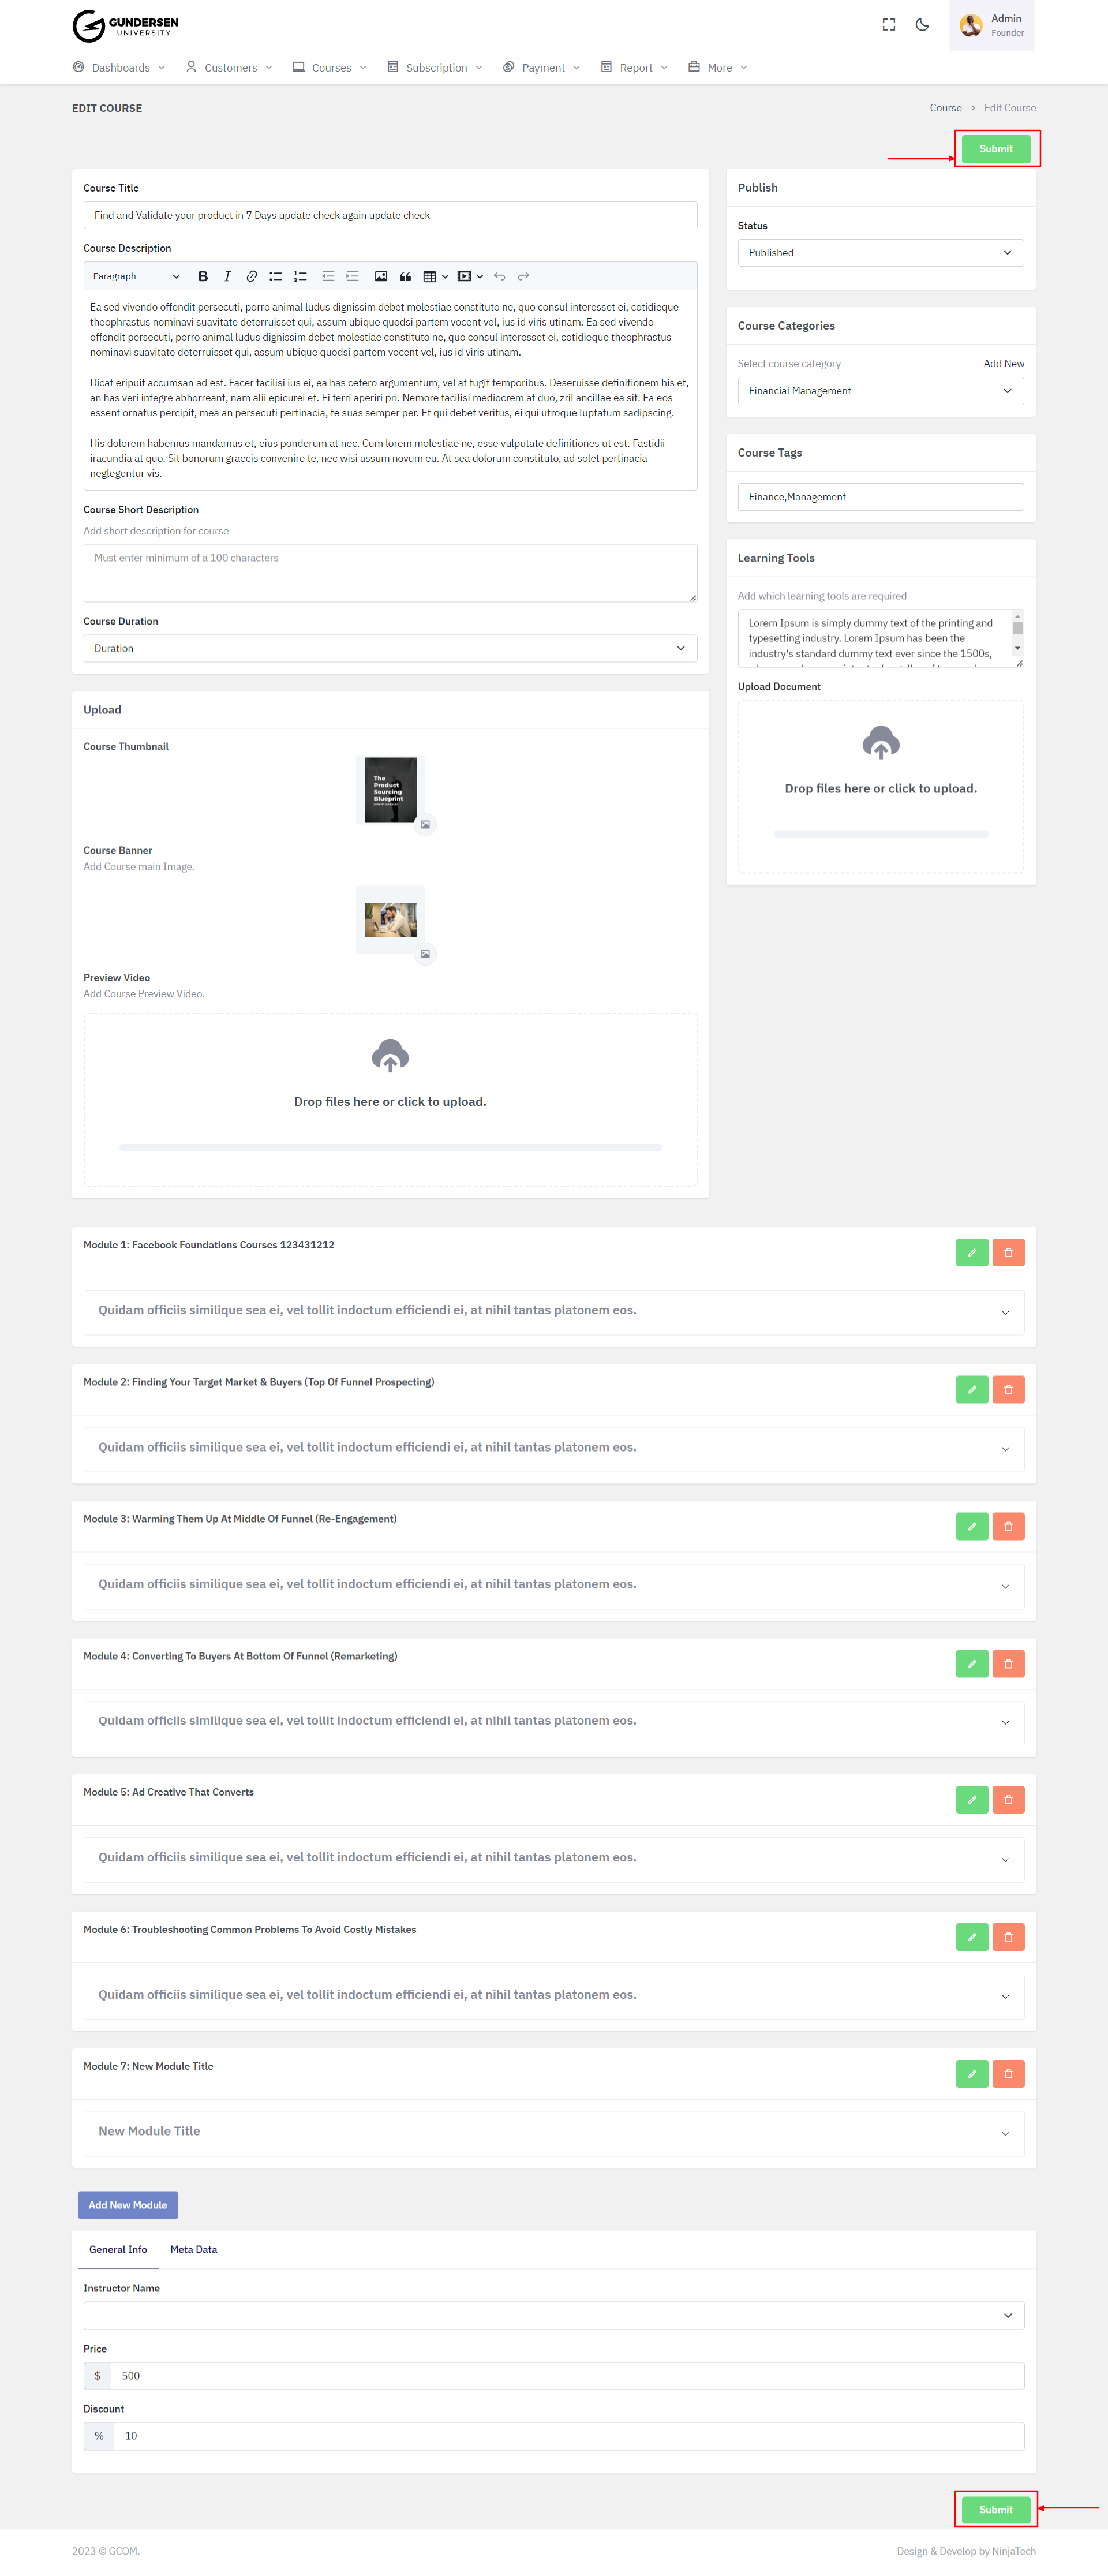 GUNDERSEN
UNIVERSITY
Admin
Founder
Dashboards
Customers
Courses
Subscription
Payment
Report
More
EDIT COURSE
Course > Edit Course
Submit
Course Title
Find and Validate your product in 7 Days update check again update check
Course Description
Paragraph
Ea sed vivendo offendit persecuti, porro animal ludus dignissim debet molestiae constituto ne, quo consul interesset ei, cotidieque
theophrastus nominavi suavitate deterruisset qui, assum ubique quodsi partem vocent vel, ius id viris utinam. Ea sed vivendo
offendit persecuti, porro animal ludus dignissim debet molestiae constituto ne, quo consul interesset ei, cotidieque theophrastus
nominavi suavitate deterruisset qui, assum ubique quodsi partem vocent vel, ius id viris utinam.
Dicat eripuit accumsan ad est. Facer facilisi ius ei, ea has cetero argumentum, vel at fugit temporibus. Deseruisse definitionem his et,
an has veri integre abhorreant, nam alii epicurei et. Ei ferri aperiri pri. Nemore facilisi mediocrem at duo, zril ancillae ea sit. Ea eos
essent ornatus percipit, mea an persecuti pertinacia, te suas semper per. Et qui debet veritus, ei qui utroque luptatum sadipscing.
His dolorem habemus mandamus et, eius ponderum at nec. Cum lorem molestiae ne, esse vulputate definitiones ut est. Fastidii
iracundia at quo. Sit bonorum graecis convenire te, nec wisi assum novum eu. At sea dolorum constituto, ad solet pertinacia
neglegentur vis.
Course Short Description
Add short description for course
Must enter minimum of a 100 characters
Course Duration
Duration
Publish
Status
Published
Course Categories
Select course category
Add New
Financial Management
Course Tags
Finance,Management
Learning Tools
Add which learning tools are required
Lorem Ipsum is simply dummy text of the printing and
typesetting industry. Lorem Ipsum has been the
industry's standard dummy text ever since the 1500s,
Upload Document
Drop files here or click to upload.
Upload
Course Thumbnail
The
Product
Sourcing
Blueprint
Course Banner
Add Course main Image.
Preview Video
Add Course Preview Video.
Drop files here or click to upload.
Module 1: Facebook Foundations Courses 123431212
Quidam officiis similique sea ei, vel tollit indoctum efficiendi ei, at nihil tantas platonem eos.
Module 2: Finding Your Target Market & Buyers (Top Of Funnel Prospecting)
Quidam officiis similique sea ei, vel tollit indoctum efficiendi ei, at nihil tantas platonem eos.
Module 3: Warming Them Up At Middle Of Funnel (Re-Engagement)
Quidam officiis similique sea ei, vel tollit indoctum efficiendi ei, at nihil tantas platonem eos.
Module 4: Converting To Buyers At Bottom Of Funnel (Remarketing)
Quidam officiis similique sea ei, vel tollit indoctum efficiendi ei, at nihil tantas platonem eos.
Module 5: Ad Creative That Converts
Quidam officiis similique sea ei, vel tollit indoctum efficiendi ei, at nihil tantas platonem eos.
Module 6: Troubleshooting Common Problems To Avoid Costly Mistakes
Quidam officiis similique sea ei, vel tollit indoctum efficiendi ei, at nihil tantas platonem eos.
Module 7: New Module Title
New Module Title
Add New Module
General Info
Meta Data
Instructor Name
Price
$ 500
Discount
% 10
Submit
2023 © GCOM.
Design & Develop by NinjaTech